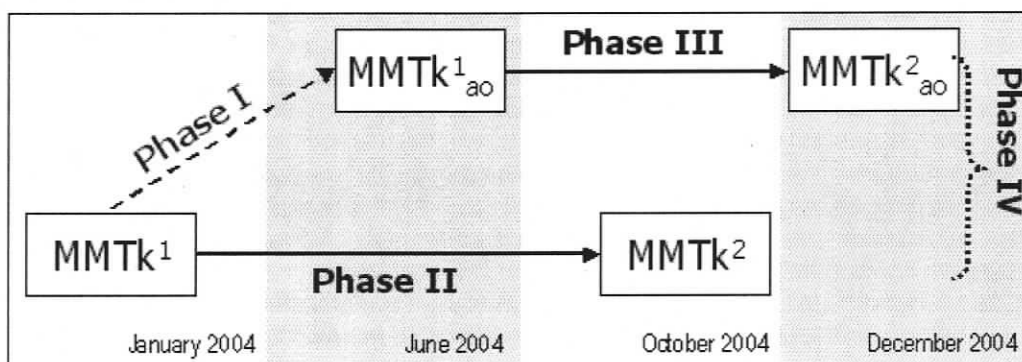 Phase III
MMTk¹ao
MMTk²ao
Phase I
Phase IV
MMTk¹
MMTk²
Phase II
January 2004
June 2004
October 2004
December 2004